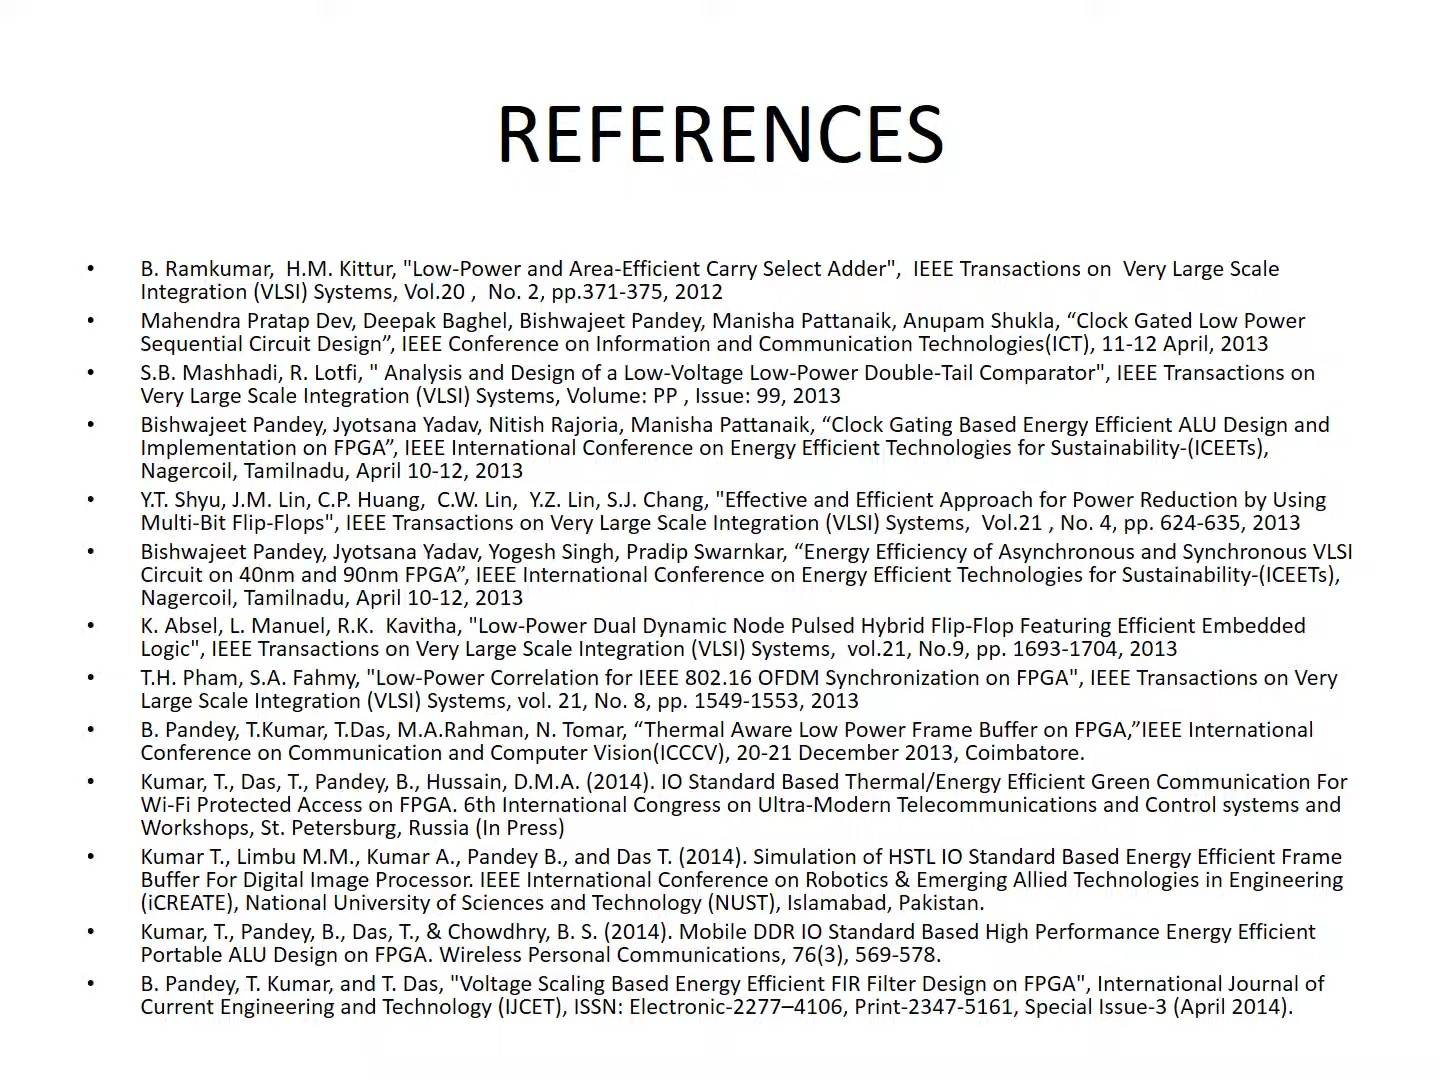 REFERENCES
• B. Ramkumar,  H.M. Kittur, "Low-Power and Area-Efficient Carry Select Adder",  IEEE Transactions on  Very Large Scale
Integration (VLSI) Systems, Vol.20 ,  No. 2, pp.371-375, 2012
• Mahendra Pratap Dev, Deepak Baghel, Bishwajeet Pandey, Manisha Pattanaik, Anupam Shukla, “Clock Gated Low Power
Sequential Circuit Design”, IEEE Conference on Information and Communication Technologies(ICT), 11-12 April, 2013
• S.B. Mashhadi, R. Lotfi, " Analysis and Design of a Low-Voltage Low-Power Double-Tail Comparator", IEEE Transactions on
Very Large Scale Integration (VLSI) Systems, Volume: PP , Issue: 99, 2013
• Bishwajeet Pandey, Jyotsana Yadav, Nitish Rajoria, Manisha Pattanaik, “Clock Gating Based Energy Efficient ALU Design and
Implementation on FPGA”, IEEE International Conference on Energy Efficient Technologies for Sustainability-(ICEETs),
Nagercoil, Tamilnadu, April 10-12, 2013
• Y.T. Shyu, J.M. Lin, C.P. Huang,  C.W. Lin,  Y.Z. Lin, S.J. Chang, "Effective and Efficient Approach for Power Reduction by Using
Multi-Bit Flip-Flops", IEEE Transactions on Very Large Scale Integration (VLSI) Systems,  Vol.21 , No. 4, pp. 624-635, 2013
• Bishwajeet Pandey, Jyotsana Yadav, Yogesh Singh, Pradip Swarnkar, “Energy Efficiency of Asynchronous and Synchronous VLSI
Circuit on 40nm and 90nm FPGA”, IEEE International Conference on Energy Efficient Technologies for Sustainability-(ICEETs),
Nagercoil, Tamilnadu, April 10-12, 2013
• K. Absel, L. Manuel, R.K.  Kavitha, "Low-Power Dual Dynamic Node Pulsed Hybrid Flip-Flop Featuring Efficient Embedded
Logic", IEEE Transactions on Very Large Scale Integration (VLSI) Systems,  vol.21, No.9, pp. 1693-1704, 2013
• T.H. Pham, S.A. Fahmy, "Low-Power Correlation for IEEE 802.16 OFDM Synchronization on FPGA", IEEE Transactions on Very
Large Scale Integration (VLSI) Systems, vol. 21, No. 8, pp. 1549-1553, 2013
• B. Pandey, T.Kumar, T.Das, M.A.Rahman, N. Tomar, “Thermal Aware Low Power Frame Buffer on FPGA,”IEEE International
Conference on Communication and Computer Vision(ICCCV), 20-21 December 2013, Coimbatore.
• Kumar, T., Das, T., Pandey, B., Hussain, D.M.A. (2014). IO Standard Based Thermal/Energy Efficient Green Communication For
Wi-Fi Protected Access on FPGA. 6th International Congress on Ultra-Modern Telecommunications and Control systems and
Workshops, St. Petersburg, Russia (In Press)
• Kumar T., Limbu M.M., Kumar A., Pandey B., and Das T. (2014). Simulation of HSTL IO Standard Based Energy Efficient Frame
Buffer For Digital Image Processor. IEEE International Conference on Robotics & Emerging Allied Technologies in Engineering
(iCREATE), National University of Sciences and Technology (NUST), Islamabad, Pakistan.
• Kumar, T., Pandey, B., Das, T., & Chowdhry, B. S. (2014). Mobile DDR IO Standard Based High Performance Energy Efficient
Portable ALU Design on FPGA. Wireless Personal Communications, 76(3), 569-578.
• B. Pandey, T. Kumar, and T. Das, "Voltage Scaling Based Energy Efficient FIR Filter Design on FPGA", International Journal of
Current Engineering and Technology (IJCET), ISSN: Electronic-2277–4106, Print-2347-5161, Special Issue-3 (April 2014).